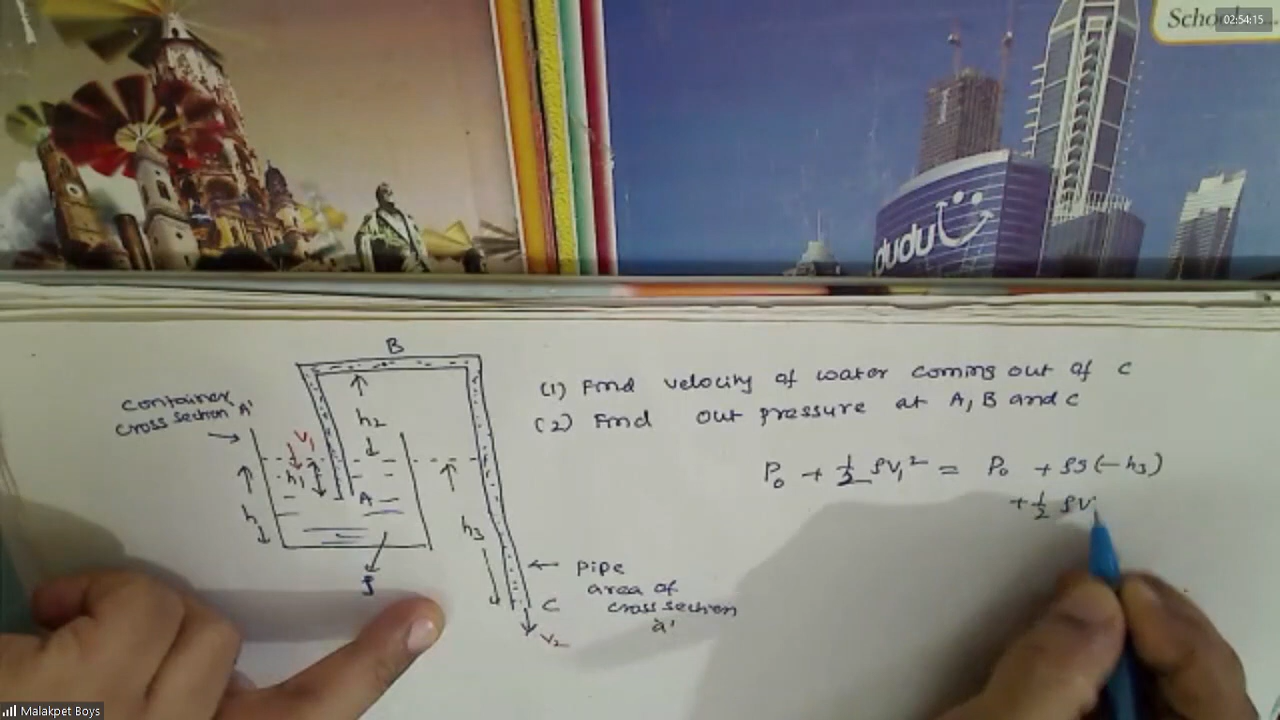 02:54:15
dudu
B
Container
cross section 'A'
V₁
h₂
h₁
A
h
h₃
ρ
C
V₂
Pipe
area of
cross section
'a'
(1) Find velocity of water coming out of C
(2) Find out pressure at A, B and C
P₀ + ½ ρV₁² = P₀ + ρg(-h₃)
+ ½ ρV
Malakpet Boys